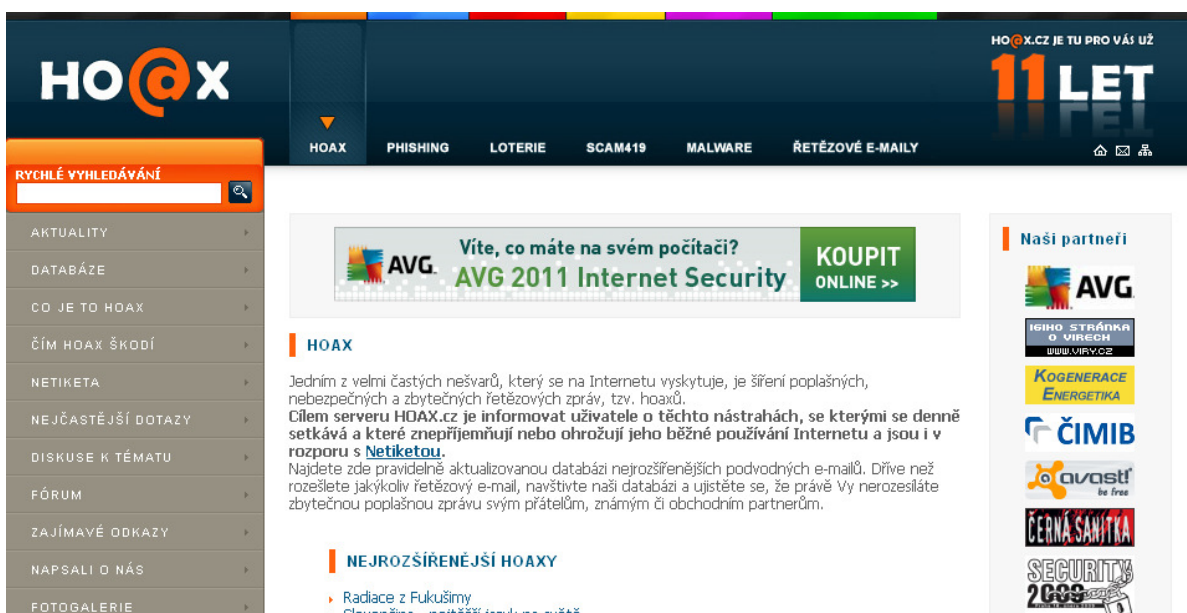 HO@X
HO@X.CZ JE TU PRO VÁS UŽ
11 LET
HOAX
PHISHING
LOTERIE
SCAM419
MALWARE
ŘETĚZOVÉ E-MAILY
RYCHLÉ VYHLEDÁVÁNÍ
AKTUALITY
DATABÁZE
CO JE TO HOAX
ČÍM HOAX ŠKODÍ
NETIKETA
NEJČASTĚJŠÍ DOTAZY
DISKUSE K TÉMATU
FÓRUM
ZAJÍMAVÉ ODKAZY
NAPSALI O NÁS
FOTOGALERIE
AVG
Víte, co máte na svém počítači?
AVG 2011 Internet Security
KOUPIT
ONLINE >>
HOAX
Jedním z velmi častých nešvarů, který se na Internetu vyskytuje, je šíření poplašných,
nebezpečných a zbytečných řetězových zpráv, tzv. hoaxů.
Cílem serveru HOAX.cz je informovat uživatele o těchto nástrahách, se kterými se denně
setkává a které znepříjemňují nebo ohrožují jeho běžné používání Internetu a jsou i v
rozporu s Netiketou.
Najdete zde pravidelně aktualizovanou databázi nejrozšířenějších podvodných e-mailů. Dříve než
rozešlete jakýkoliv řetězový e-mail, navštivte naši databázi a ujistěte se, že právě Vy nerozesíláte
zbytečnou poplašnou zprávu svým přátelům, známým či obchodním partnerům.
NEJROZŠÍŘENĚJŠÍ HOAXY
Radiace z Fukušimy
Naši partneři
AVG
IGIHO STRÁNKA
O VIRECH
WWW.VIRY.CZ
KOGENERACE
ENERGETIKA
ČIMIB
avast!
be free
ČERNÁ SANITKA
SECURITY
2009